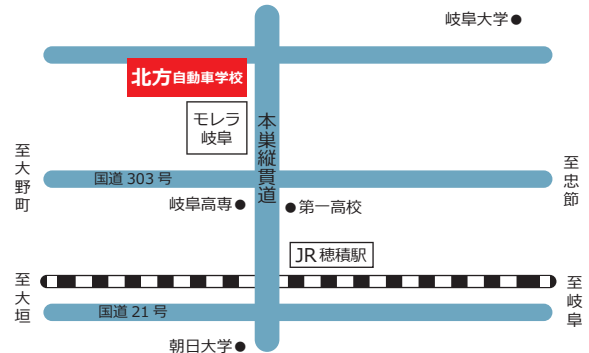 岐阜大学
北方自動車学校
モレラ
岐阜
本巣縦貫道
至大野町
国道 303 号
至忠節
岐阜高専
第一高校
JR 穂積駅
至大垣
国道 21 号
至岐阜
朝日大学